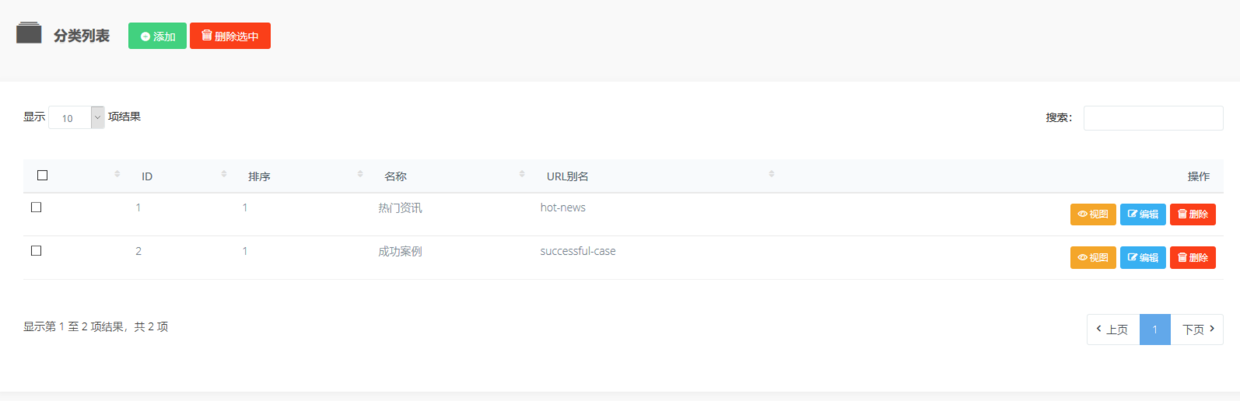 分类列表 添加 删除选中
显示 10 项结果 搜索：
ID 排序 名称 URL别名 操作
1 1 热门资讯 hot-news 视图 编辑 删除
2 1 成功案例 successful-case 视图 编辑 删除
显示第 1 至 2 项结果，共 2 项 上页 1 下页